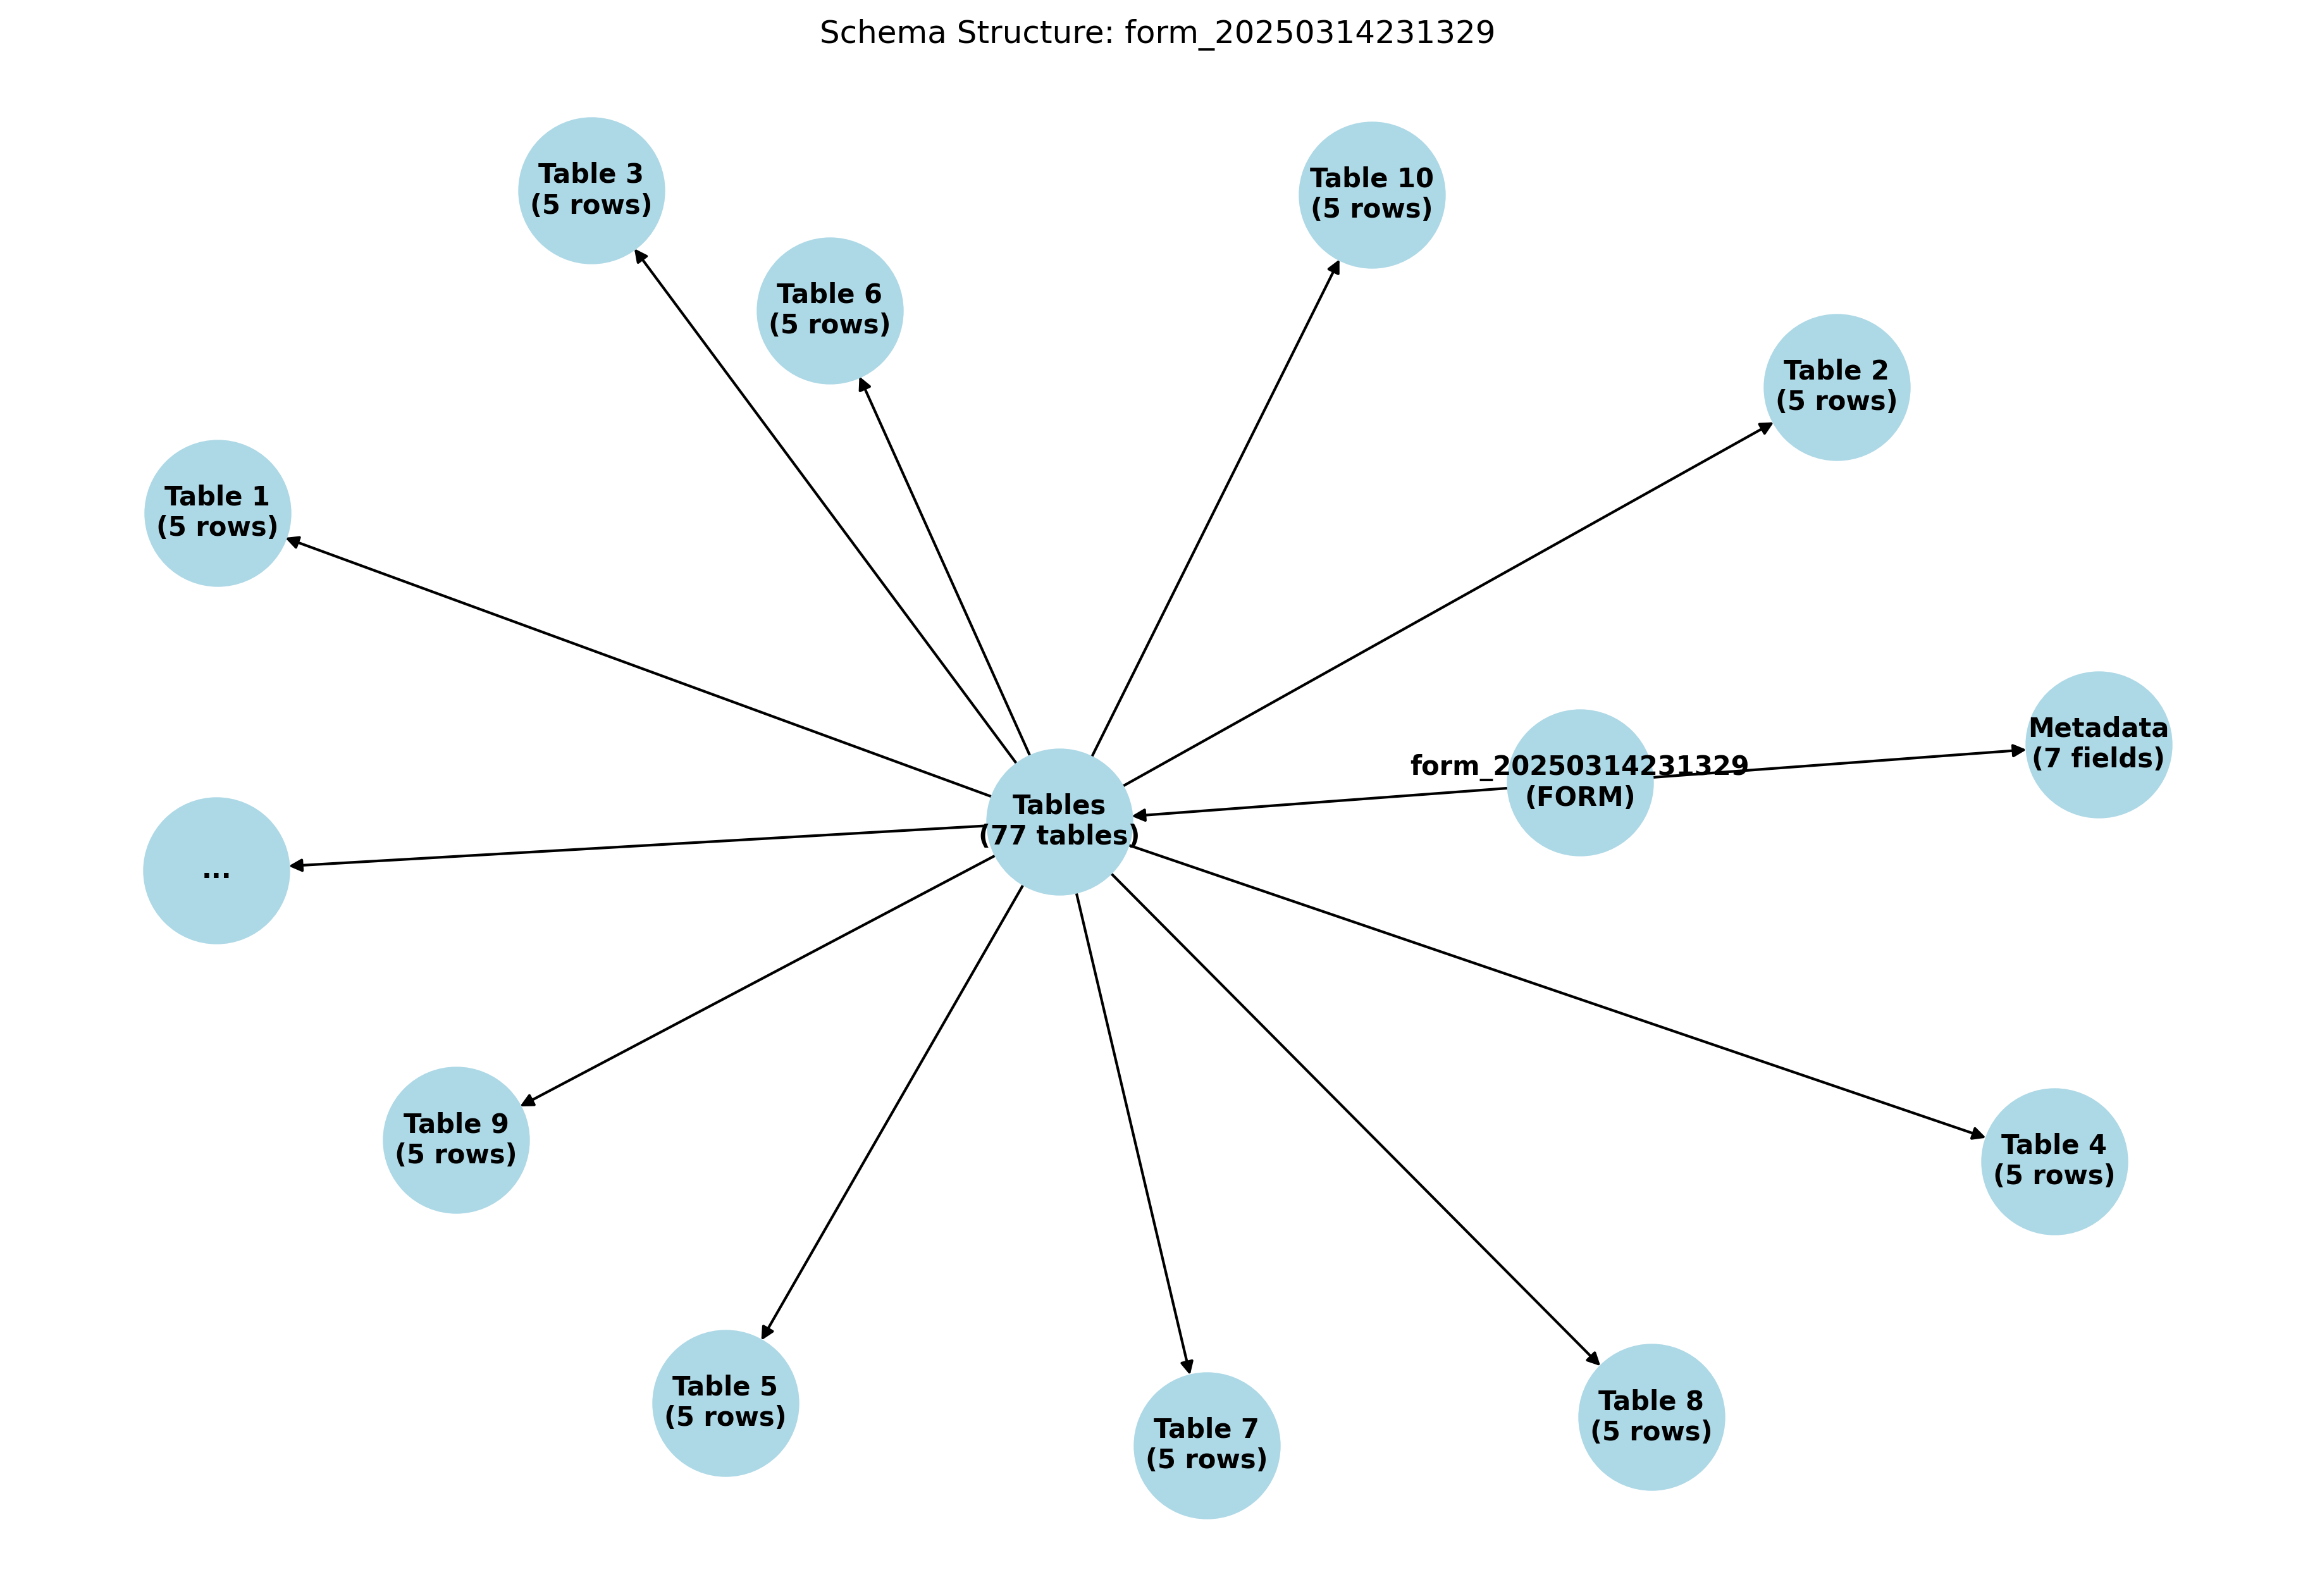 Schema Structure: form_20250314231329
Table 3
(5 rows)
Table 10
(5 rows)
Table 6
(5 rows)
Table 2
(5 rows)
Table 1
(5 rows)
Metadata
(7 fields)
form_20250314231329
(FORM)
Tables
(77 tables)
...
Table 9
(5 rows)
Table 4
(5 rows)
Table 5
(5 rows)
Table 7
(5 rows)
Table 8
(5 rows)